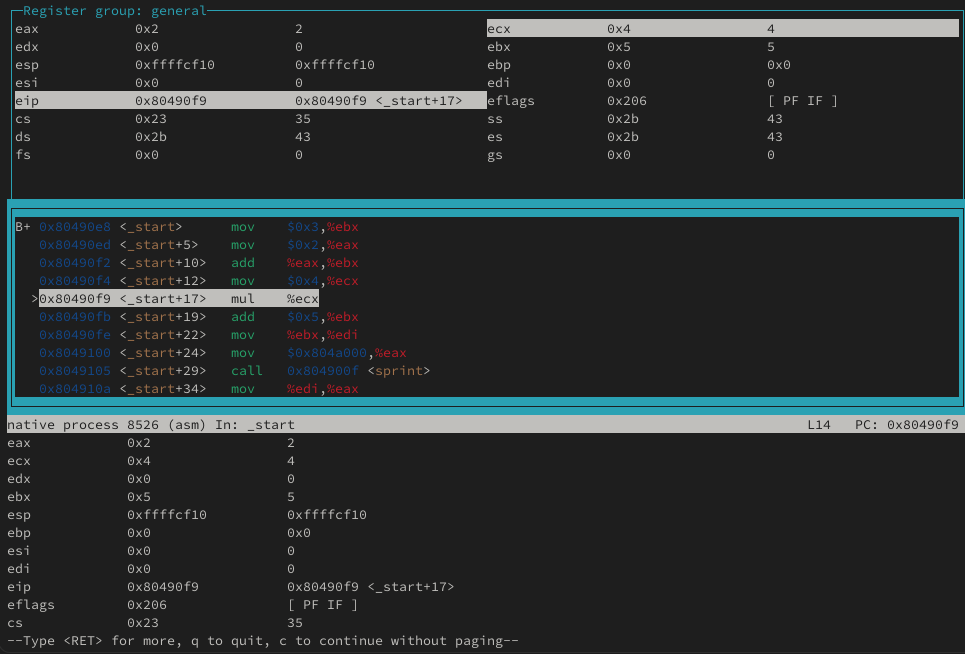 Register group: general
eax 0x2 2 ecx 0x4 4
edx 0x0 0 ebx 0x5 5
esp 0xffffcf10 0xffffcf10 ebp 0x0 0x0
esi 0x0 0 edi 0x0 0
eip 0x80490f9 0x80490f9 <_start+17> eflags 0x206 [ PF IF ]
cs 0x23 35 ss 0x2b 43
ds 0x2b 43 es 0x2b 43
fs 0x0 0 gs 0x0 0
B+ 0x80490e8 <_start> mov $0x3,%ebx
0x80490ed <_start+5> mov $0x2,%eax
0x80490f2 <_start+10> add %eax,%ebx
0x80490f4 <_start+12> mov $0x4,%ecx
>0x80490f9 <_start+17> mul %ecx
0x80490fb <_start+19> add $0x5,%ebx
0x80490fe <_start+22> mov %ebx,%edi
0x8049100 <_start+24> mov $0x804a000,%eax
0x8049105 <_start+29> call 0x804900f <sprint>
0x804910a <_start+34> mov %edi,%eax
native process 8526 (asm) In: _start L14 PC: 0x80490f9
eax 0x2 2
ecx 0x4 4
edx 0x0 0
ebx 0x5 5
esp 0xffffcf10 0xffffcf10
ebp 0x0 0x0
esi 0x0 0
edi 0x0 0
eip 0x80490f9 0x80490f9 <_start+17>
eflags 0x206 [ PF IF ]
cs 0x23 35
--Type <RET> for more, q to quit, c to continue without paging--